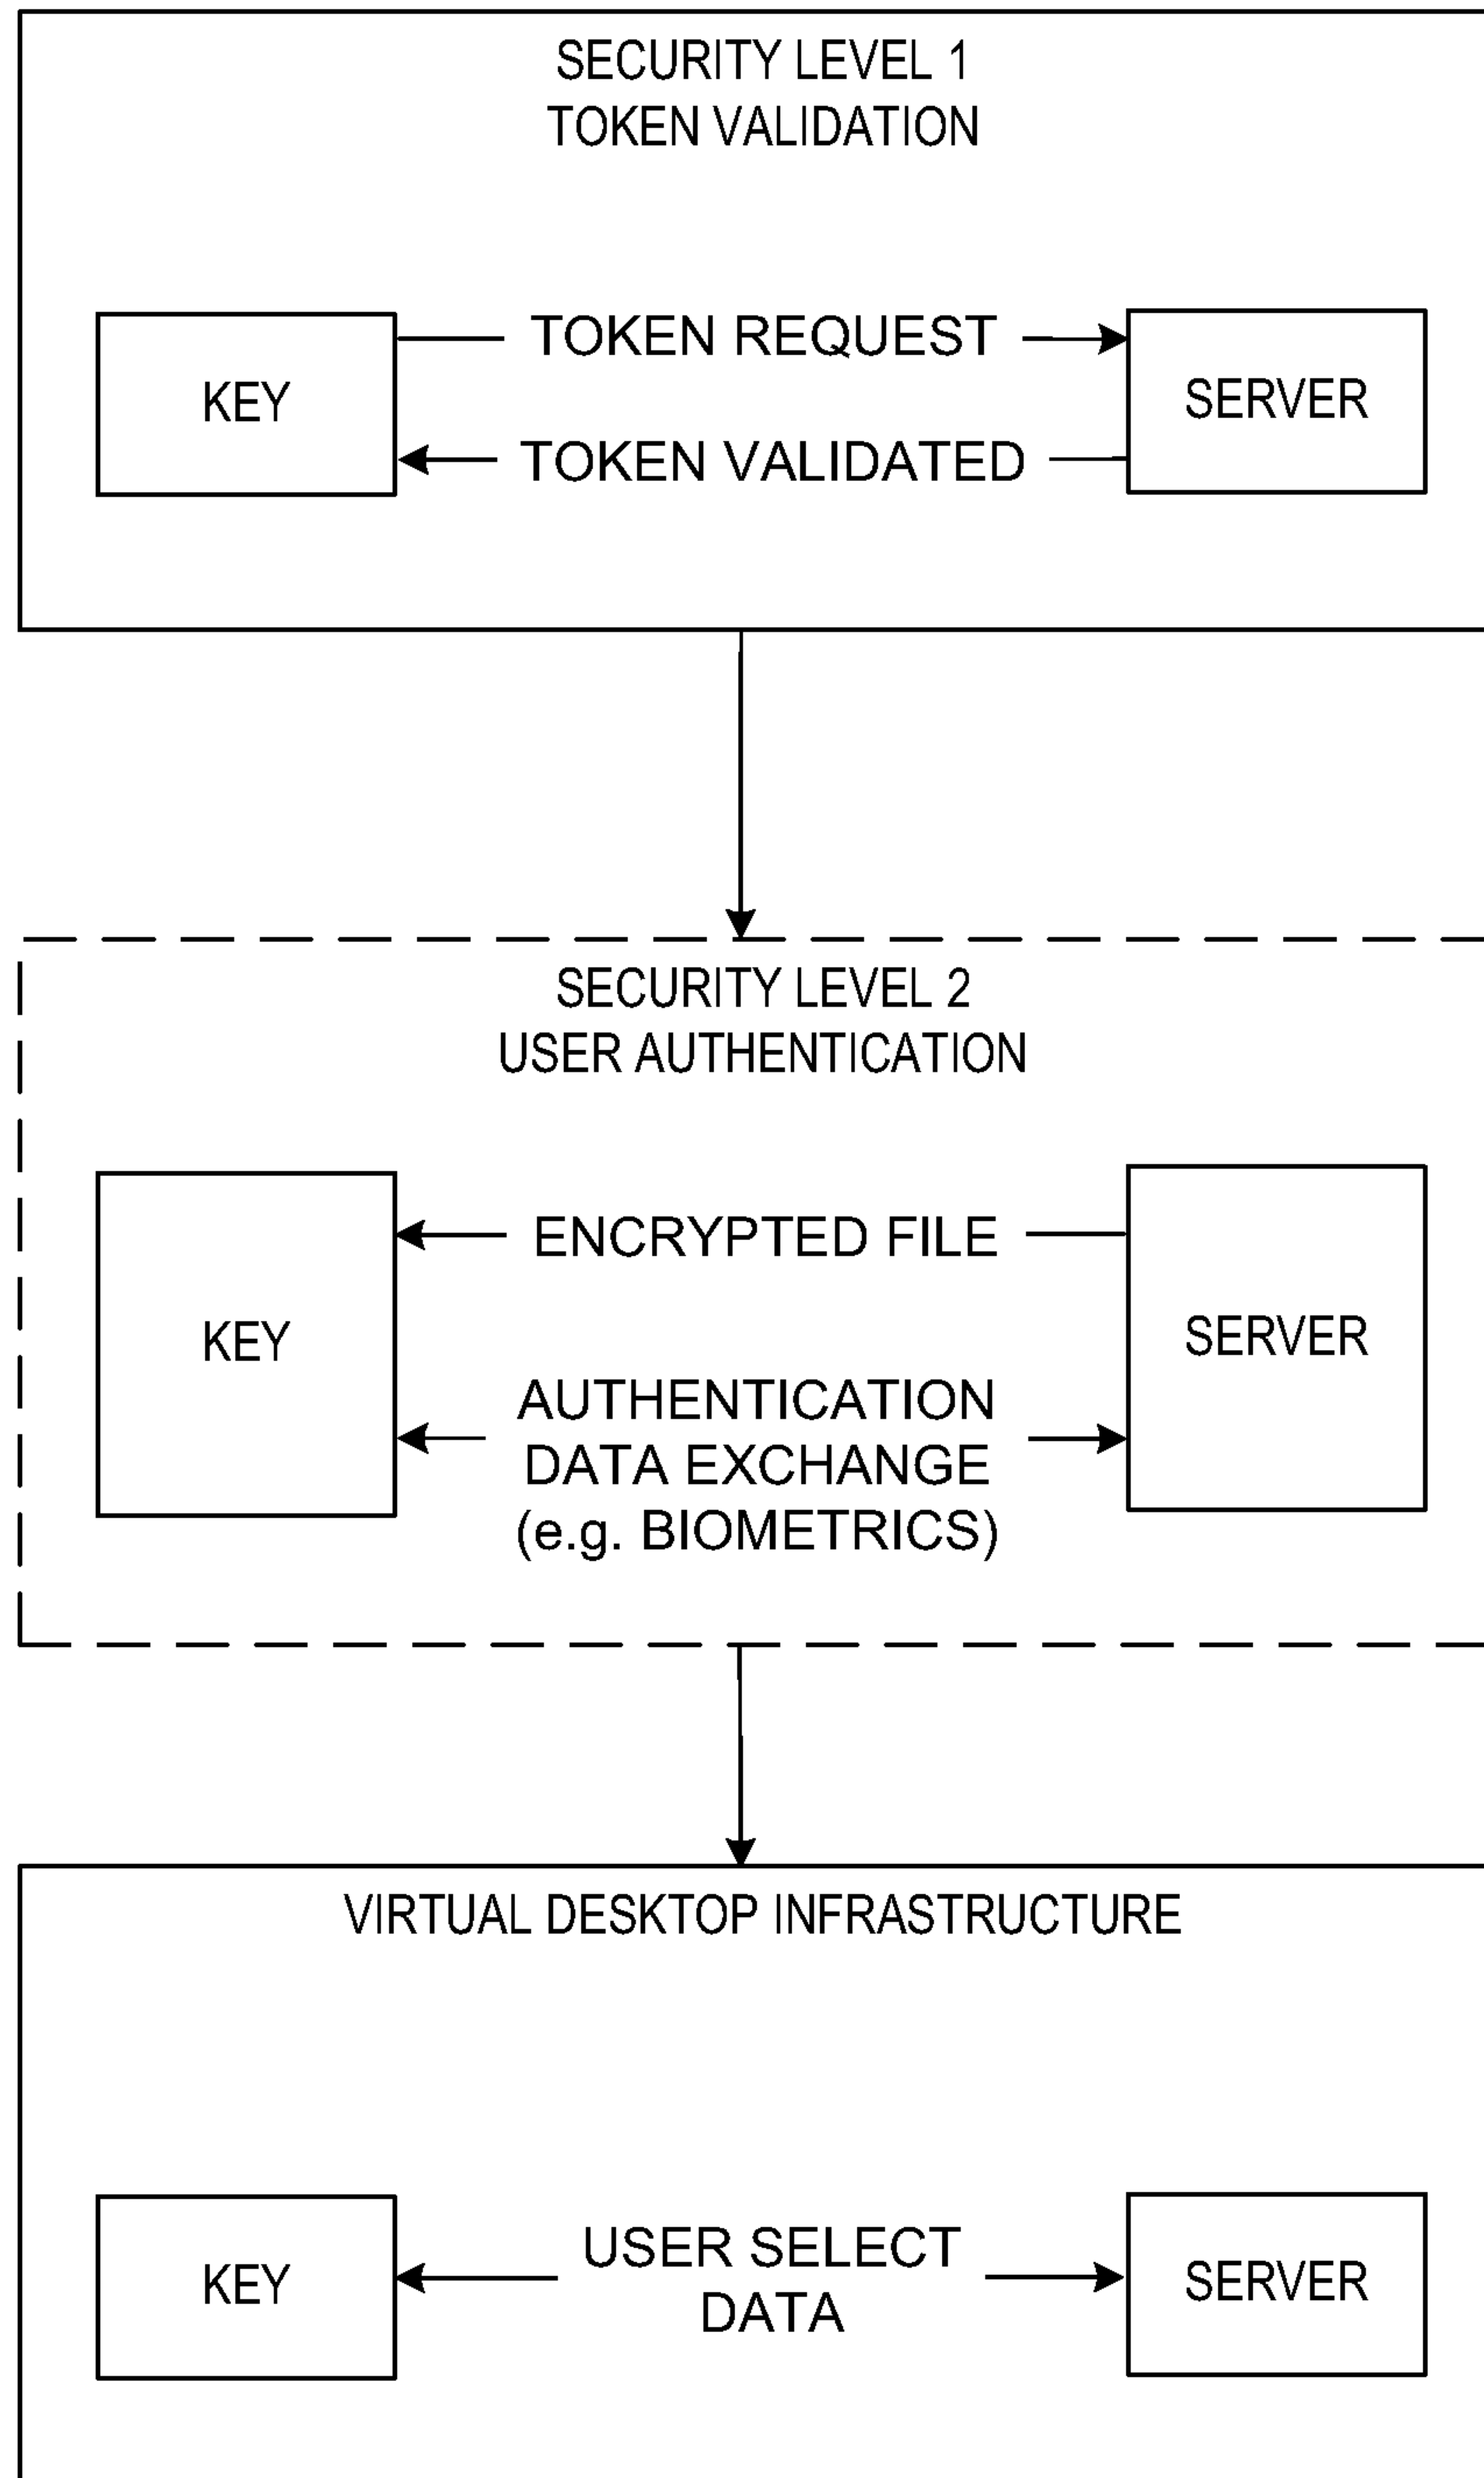 SECURITY LEVEL 1
TOKEN VALIDATION
TOKEN REQUEST
KEY
SERVER
TOKEN VALIDATED
SECURITY LEVEL 2
USER AUTHENTICATION
ENCRYPTED FILE
KEY
SERVER
AUTHENTICATION
DATA EXCHANGE
(e.g. BIOMETRICS)
VIRTUAL DESKTOP INFRASTRUCTURE
KEY
USER SELECT
DATA
SERVER